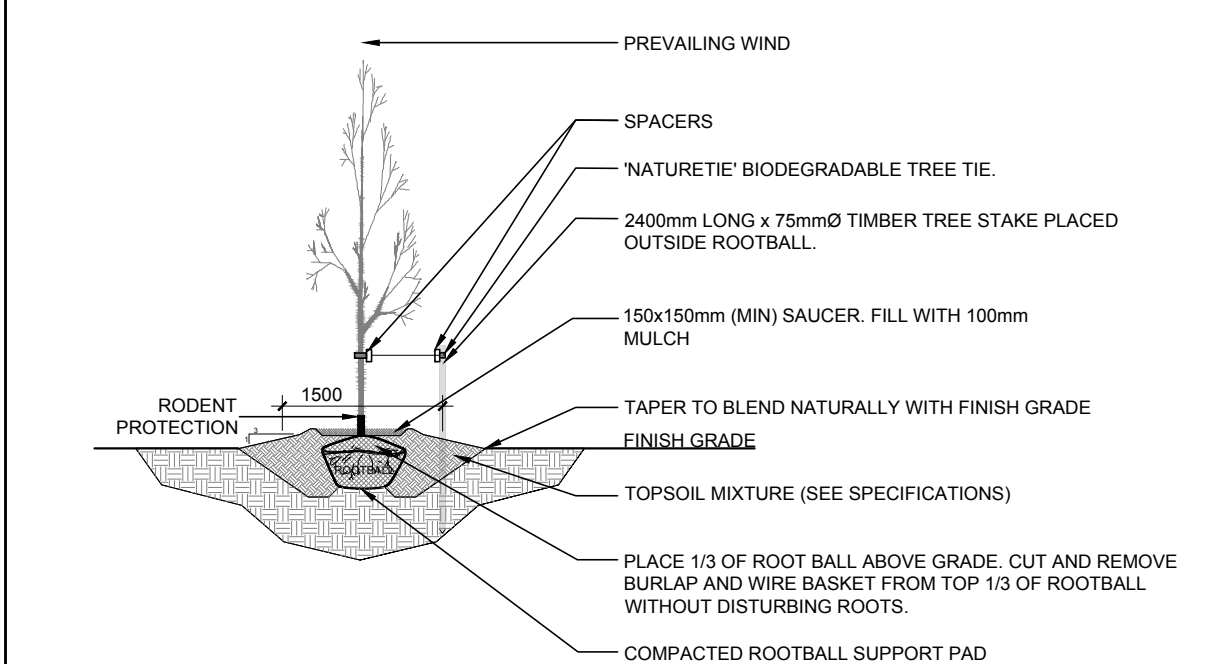 PREVAILING WIND
SPACERS
'NATURETIE' BIODEGRADABLE TREE TIE.
2400mm LONG x 75mmØ TIMBER TREE STAKE PLACED
OUTSIDE ROOTBALL.
150x150mm (MIN) SAUCER. FILL WITH 100mm
MULCH
1500
RODENT
PROTECTION
3
1
TAPER TO BLEND NATURALLY WITH FINISH GRADE
FINISH GRADE
ROOTBALL
TOPSOIL MIXTURE (SEE SPECIFICATIONS)
PLACE 1/3 OF ROOT BALL ABOVE GRADE. CUT AND REMOVE
BURLAP AND WIRE BASKET FROM TOP 1/3 OF ROOTBALL
WITHOUT DISTURBING ROOTS.
COMPACTED ROOTBALL SUPPORT PAD